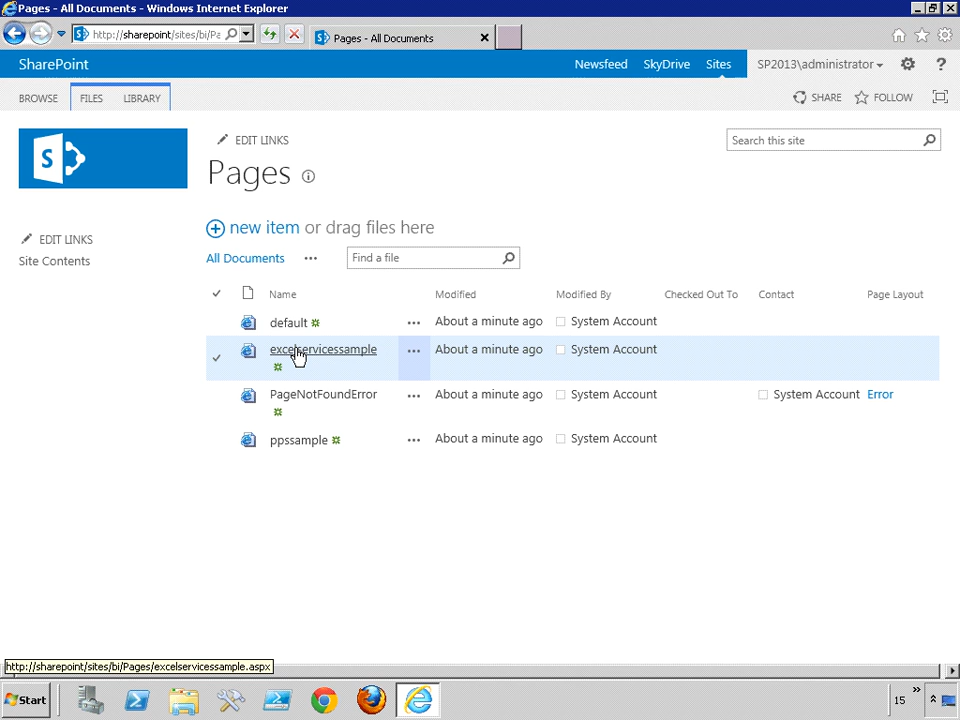 Pages - All Documents - Windows Internet Explorer
http://sharepoint/sites/bi/Pa
Pages - All Documents
SharePoint
Newsfeed SkyDrive Sites SP2013\administrator ?
BROWSE FILES LIBRARY
SHARE FOLLOW
S
EDIT LINKS
Search this site
Pages
EDIT LINKS
Site Contents
new item or drag files here
All Documents ... Find a file
Name Modified Modified By Checked Out To Contact Page Layout
default ... About a minute ago System Account
excelservicessample ... About a minute ago System Account
PageNotFoundError ... About a minute ago System Account System Account Error
ppssample ... About a minute ago System Account
http://sharepoint/sites/bi/Pages/excelservicessample.aspx
Start 15